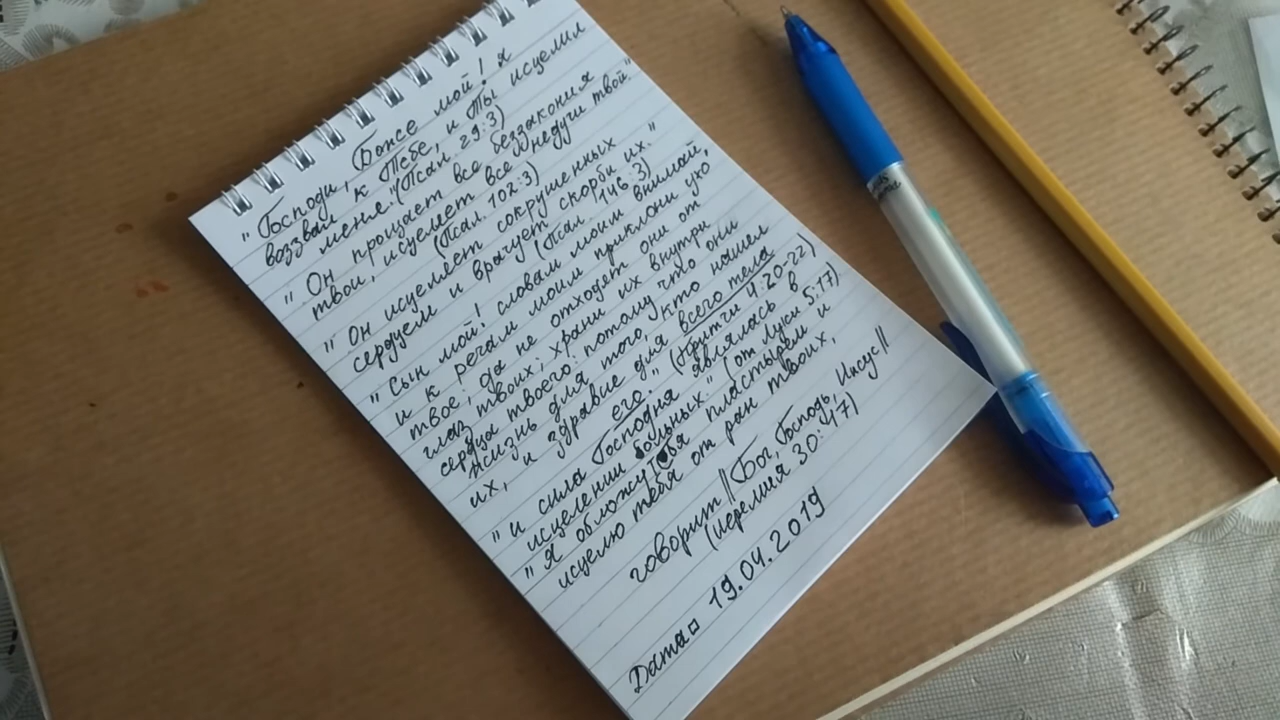 "Господи, Боже мой! Я
воззвал к Тебе, и Ты исцелил
меня." (Псал. 29:3)
"Он прощает все беззакония
твои, исцеляет все недуги твои."
(Псал. 102:3)
"Он исцеляет сокрушенных
сердцем и врачует скорби их."
(Псал. 146:3)
"Сын мой! словам моим внимай,
и к речам моим приклони ухо
твое; да не отходят они от
глаз твоих; храни их внутри
сердца твоего: потому что они
жизнь для того, кто нашел
их, и здравие для всего тела
его." (Притчи 4:20-22)
"и сила Господня являлась в
исцелении больных." (от Луки 5:17)
"Я обложу тебя пластырем и
исцелю тебя от ран твоих,
говорит || Бог, Господь, Иисус ||
(Иеремия 30:47)
Дата 19.04.2019